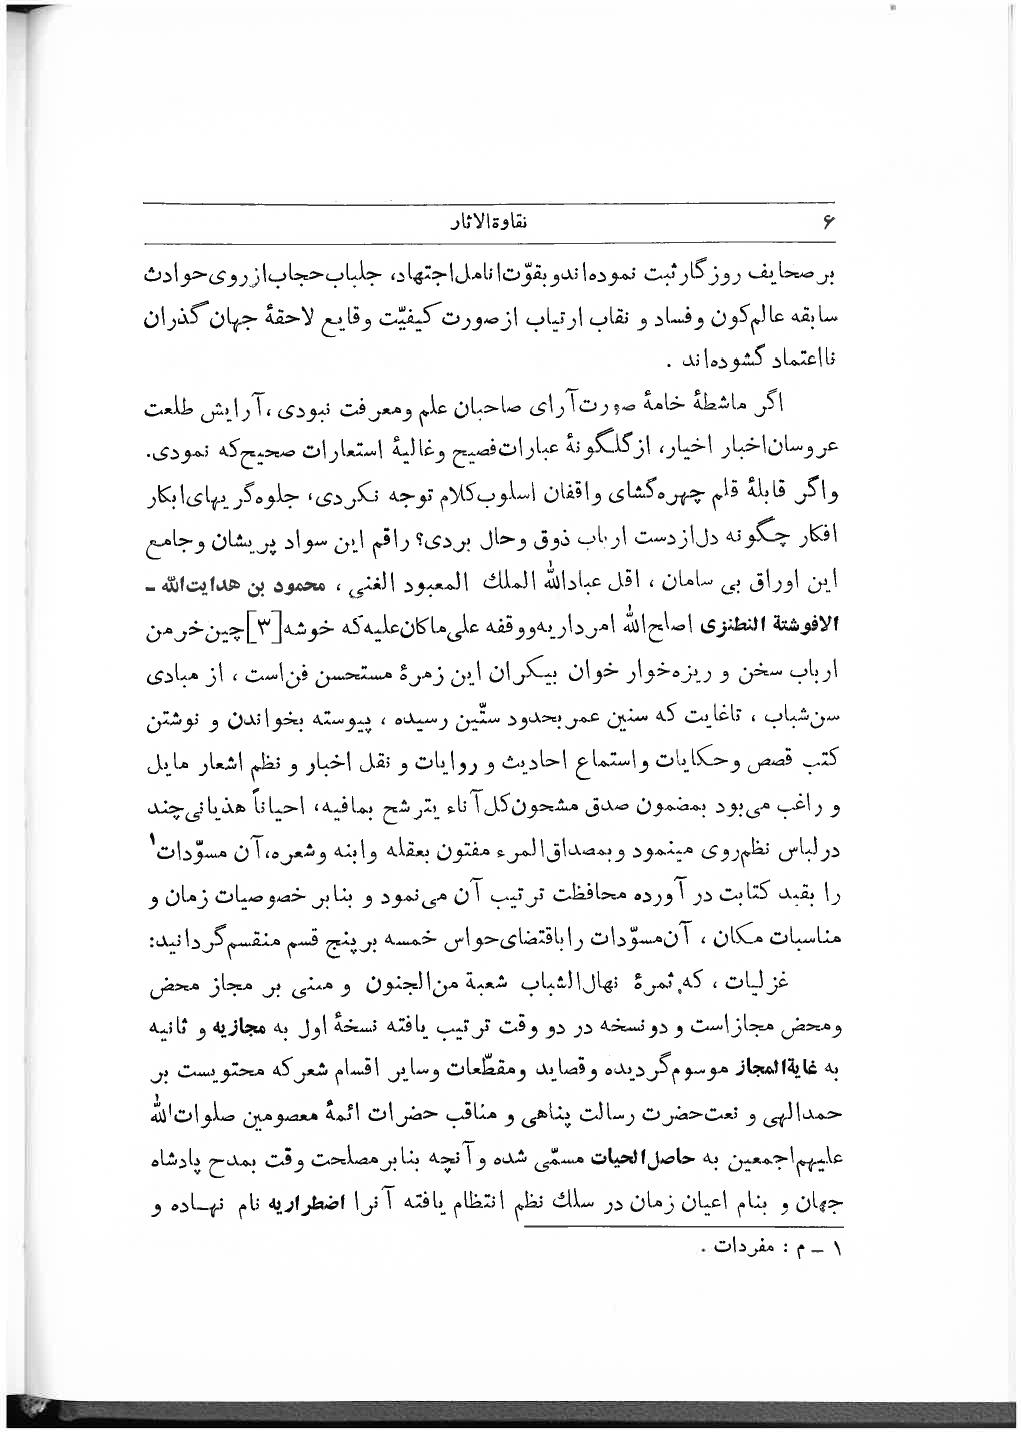 ۶
نقاوة‌الاثار
بر صحایف روزگار ثبت نموده‌اند و بقوّت انامل اجتهاد، جلباب حجاب از روی حوادث
سابقه عالم کون و فساد و نقاب ارتیاب از صورت کیفیّت وقایع لاحقهٔ جهان گذران
نااعتماد گشوده‌اند .
اگر ماشطهٔ خامهٔ صورت‌آرای صاحبان علم و معرفت نبودی ،آرایش طلعت
عروسان اخبار اخیار، از گلگونهٔ عبارات فصیح و غالیهٔ استعارات صحیح که نمودی.
واگر قابلهٔ قلم چهره‌گشای واقفان اسلوب کلام توجه نکردی، جلوه‌گریهای ابکار
افکار چگونه دل از دست ارباب ذوق و حال بردی؟ راقم این سواد پریشان و جامع
این اوراق بی سامان ، اقل عبادالله الملك المعبود الغنی ، محمود بن هدایت‌الله ـ
الافوشتة النطنزی اصلح‌الله امرداریه و وقفه علی ماکان علیه که خوشه [۳] چین خرمن
ارباب سخن و ریزه‌خوار خوان بیکران این زمرهٔ مستحسن فن است ، از مبادی
سن شباب ، تاغایت که سنین عمر بحدود ستّین رسیده ، پیوسته بخواندن و نوشتن
کتب قصص و حکایات و استماع احادیث و روایات و نقل اخبار و نظم اشعار مایل
و راغب می‌بود بمضمون صدق مشحون کل آناء یترشح بمافیه، احیاناً هذیانی چند
در لباس نظم روی مینمود و بمصداق المرء مفتون بعقله وابنه وشعره،آن مسوّدات۱
را بقید کتابت در آورده محافظت ترتیب آن می‌نمود و بنابر خصوصیات زمان و
مناسبات مکان ، آن مسوّدات را باقتضای حواس خمسه بر پنج قسم منقسم گردانید:
غزلیات ، که ثمرهٔ نهال الشباب شعبة من‌الجنون و مبنی بر مجاز محض
و محض مجاز است و دو نسخه در دو وقت ترتیب یافته نسخهٔ اول به مجازیه و ثانیه
به غایةالمجاز موسوم گردیده و قصاید و مقطّعات و سایر اقسام شعر که محتویست بر
حمد الهی و نعت حضرت رسالت پناهی و مناقب حضرات ائمهٔ معصومین صلوات‌الله
علیهم اجمعین به حاصل‌الحیات مسمّی شده و آنچه بنابر مصلحت وقت بمدح پادشاه
جهان و بنام اعیان زمان در سلك نظم انتظام یافته آنرا اضطراریه نام نهاده و
۱ ـ م : مفردات .